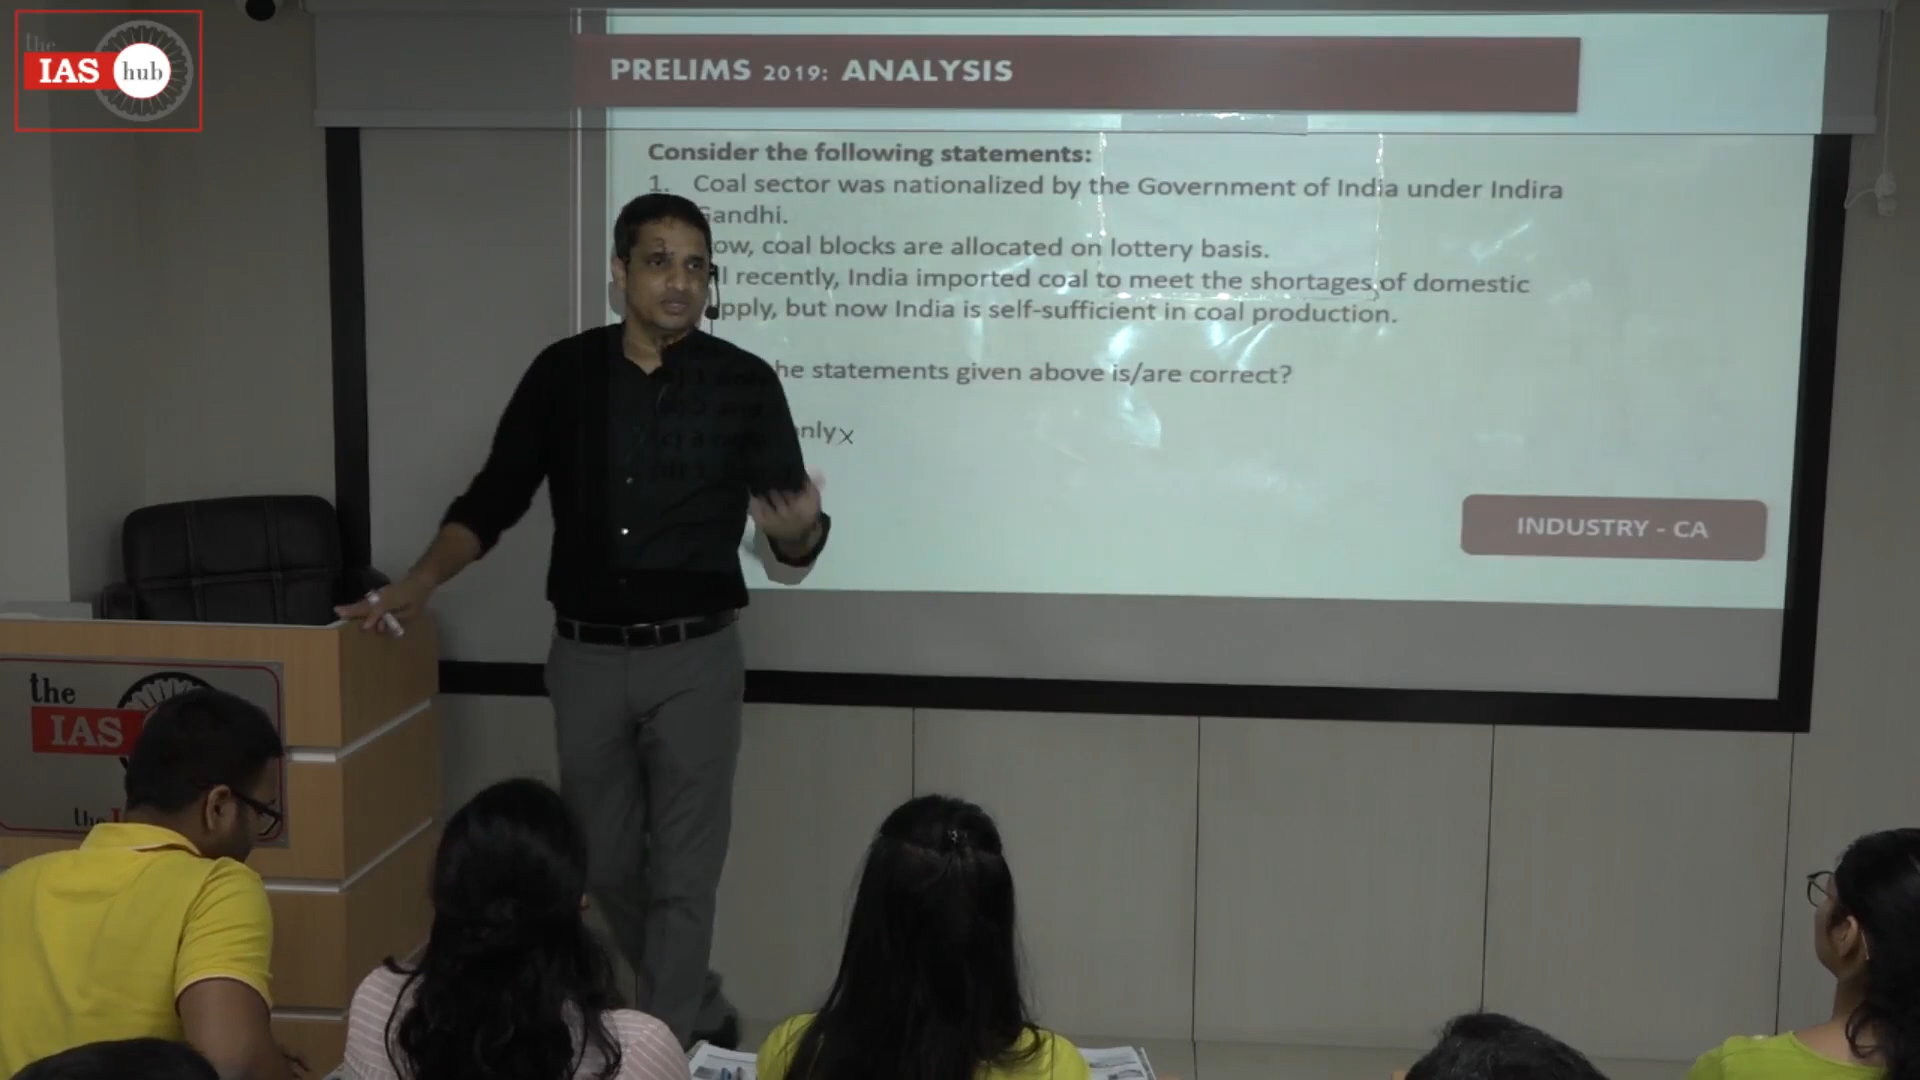 the
IAS hub
PRELIMS 2019: ANALYSIS
Consider the following statements:
1. Coal sector was nationalized by the Government of India under Indira
Gandhi.
ow, coal blocks are allocated on lottery basis.
l recently, India imported coal to meet the shortages of domestic
pply, but now India is self-sufficient in coal production.
he statements given above is/are correct?
nly x
INDUSTRY - CA
the
IAS
the